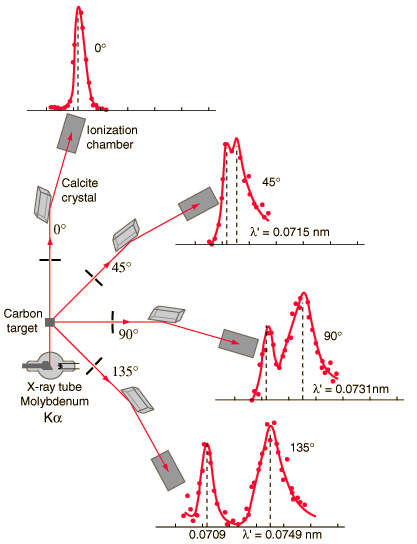 0°
Ionization
chamber
Calcite
crystal
0°
45°
λ' = 0.0715 nm
45°
Carbon
target
90°
90°
λ' = 0.0731nm
X-ray tube
Molybdenum
Kα
135°
135°
0.0709 λ' = 0.0749 nm